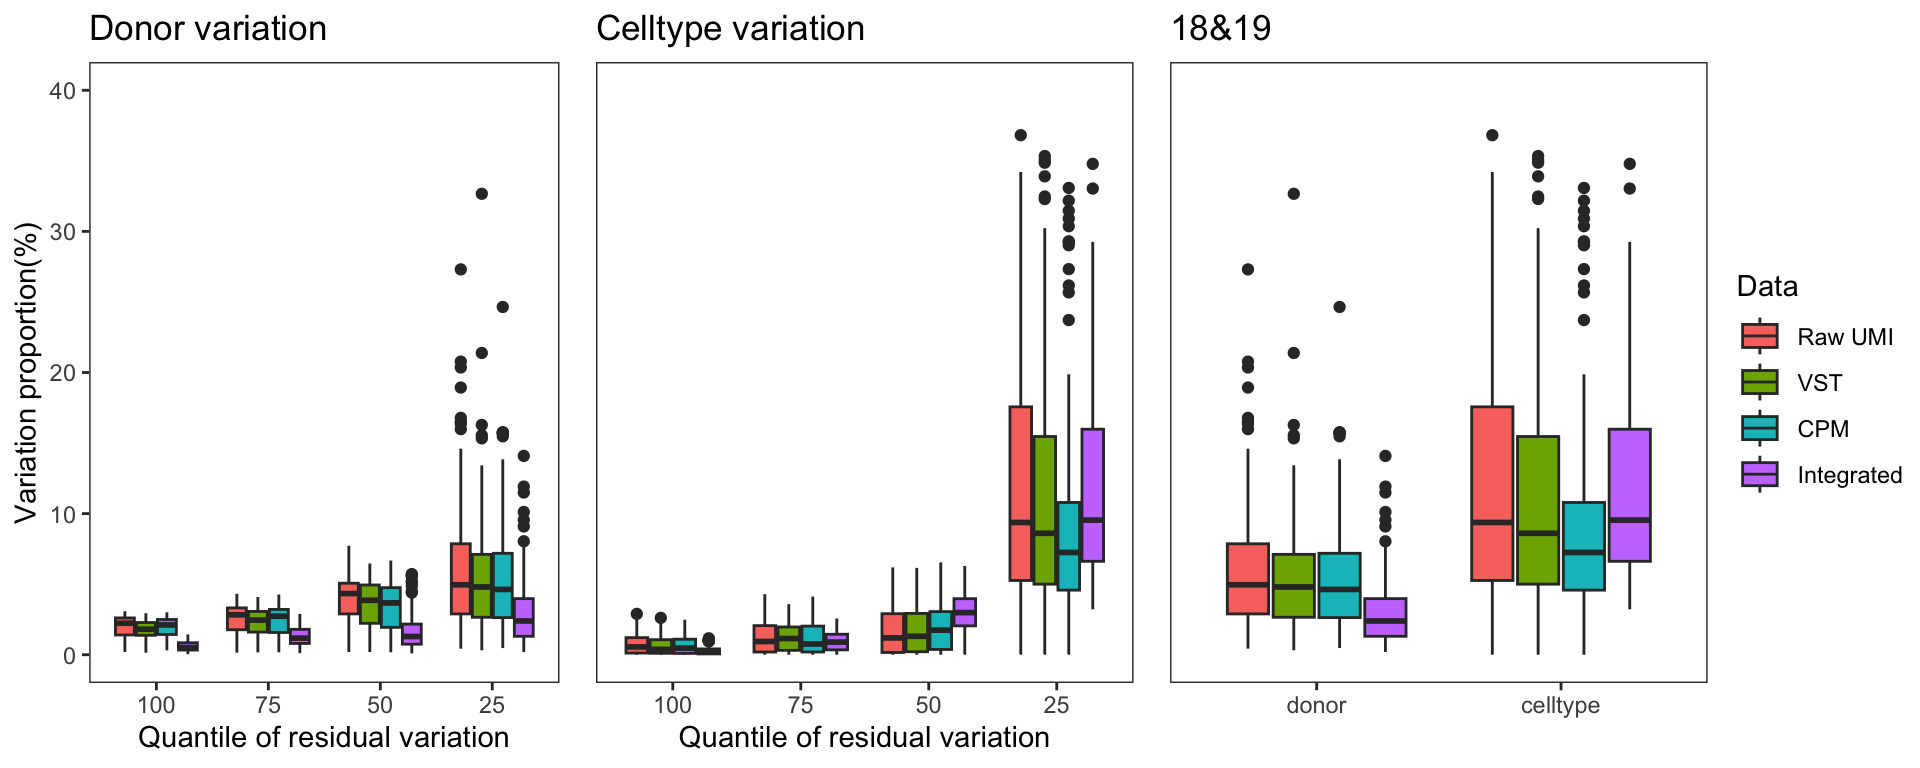 Donor variation
Celltype variation
18&19
Variation proportion(%)
40
30
20
10
0
100 75 50 25
Quantile of residual variation
100 75 50 25
Quantile of residual variation
donor celltype
Data
Raw UMI
VST
CPM
Integrated